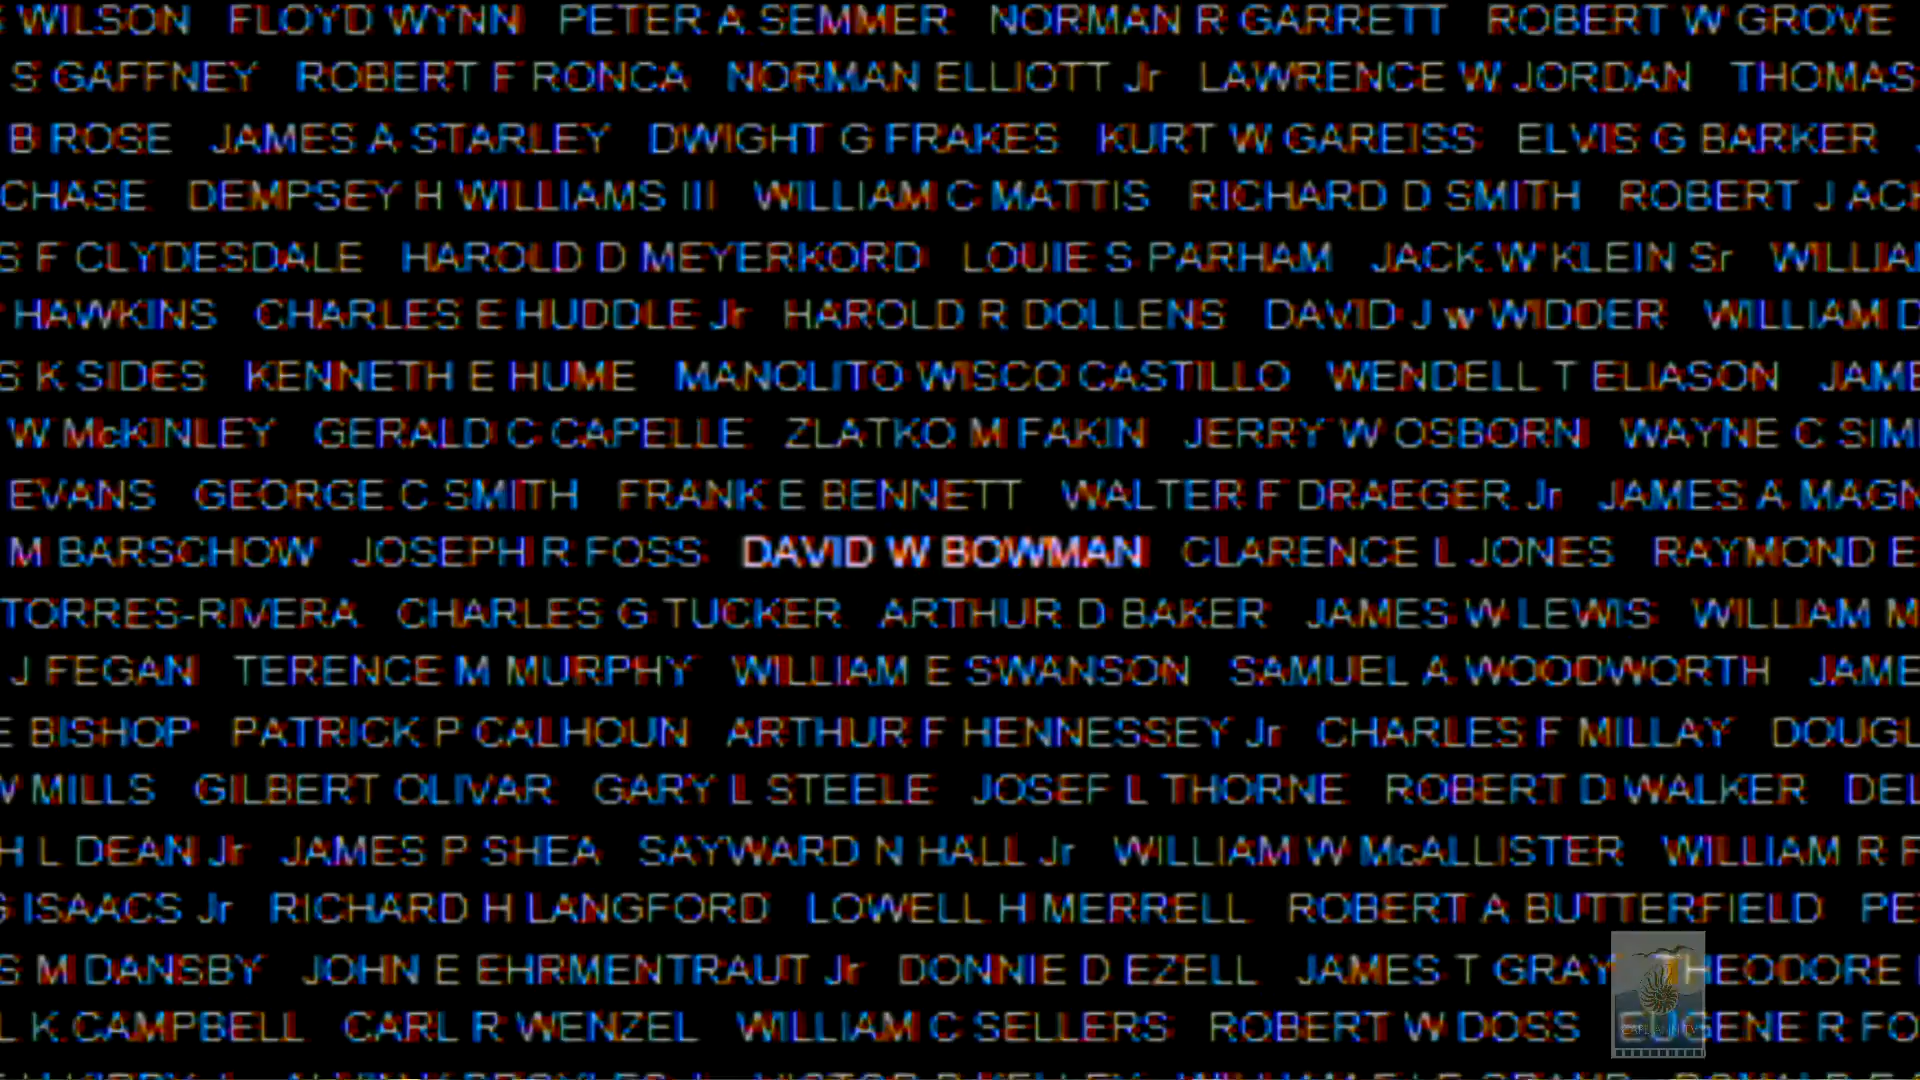 WILSON FLOYD WYNN PETER A SEMMER NORMAN R GARRETT ROBERT W GROVE
S GAFFNEY ROBERT F RONCA NORMAN ELLIOTT Jr LAWRENCE W JORDAN THOMAS
B ROSE JAMES A STARLEY DWIGHT G FRAKES KURT W GAREISS ELVIS G BARKER
CHASE DEMPSEY H WILLIAMS III WILLIAM C MATTIS RICHARD D SMITH ROBERT J
S F CLYDESDALE HAROLD D MEYERKORD LOUIE S PARHAM JACK W KLEIN Sr
HAWKINS CHARLES E HUDDLE Jr HAROLD R DOLLENS DAVID J w WIDDER WILLIAM D
S K SIDES KENNETH E HUME MANOLITO WISCO CASTILLO WENDELL T ELIASON
W McKINLEY GERALD C CAPELLE ZLATKO M FAKIN JERRY W OSBORN WAYNE C
EVANS GEORGE C SMITH FRANK E BENNETT WALTER F DRAEGER Jr JAMES A
M BARSCHOW JOSEPH R FOSS DAVID W BOWMAN CLARENCE L JONES RAYMOND E
TORRES-RIVERA CHARLES G TUCKER ARTHUR D BAKER JAMES W LEWIS WILLIAM M
J FEGAN TERENCE M MURPHY WILLIAM E SWANSON SAMUEL A WOODWORTH
E BISHOP PATRICK P CALHOUN ARTHUR F HENNESSEY Jr CHARLES F MILLAY
W MILLS GILBERT OLIVAR GARY L STEELE JOSEF L THORNE ROBERT D WALKER
H L DEAN Jr JAMES P SHEA SAYWARD N HALL Jr WILLIAM W McALLISTER WILLIAM R
ISAACS Jr RICHARD H LANGFORD LOWELL H MERRELL ROBERT A BUTTERFIELD
S M DANSBY JOHN E EHRMENTRAUT Jr DONNIE D EZELL JAMES T GRAY THEODORE
L K CAMPBELL CARL R WENZEL WILLIAM C SELLERS ROBERT W DOSS EUGENE R
CAPE ANN TV